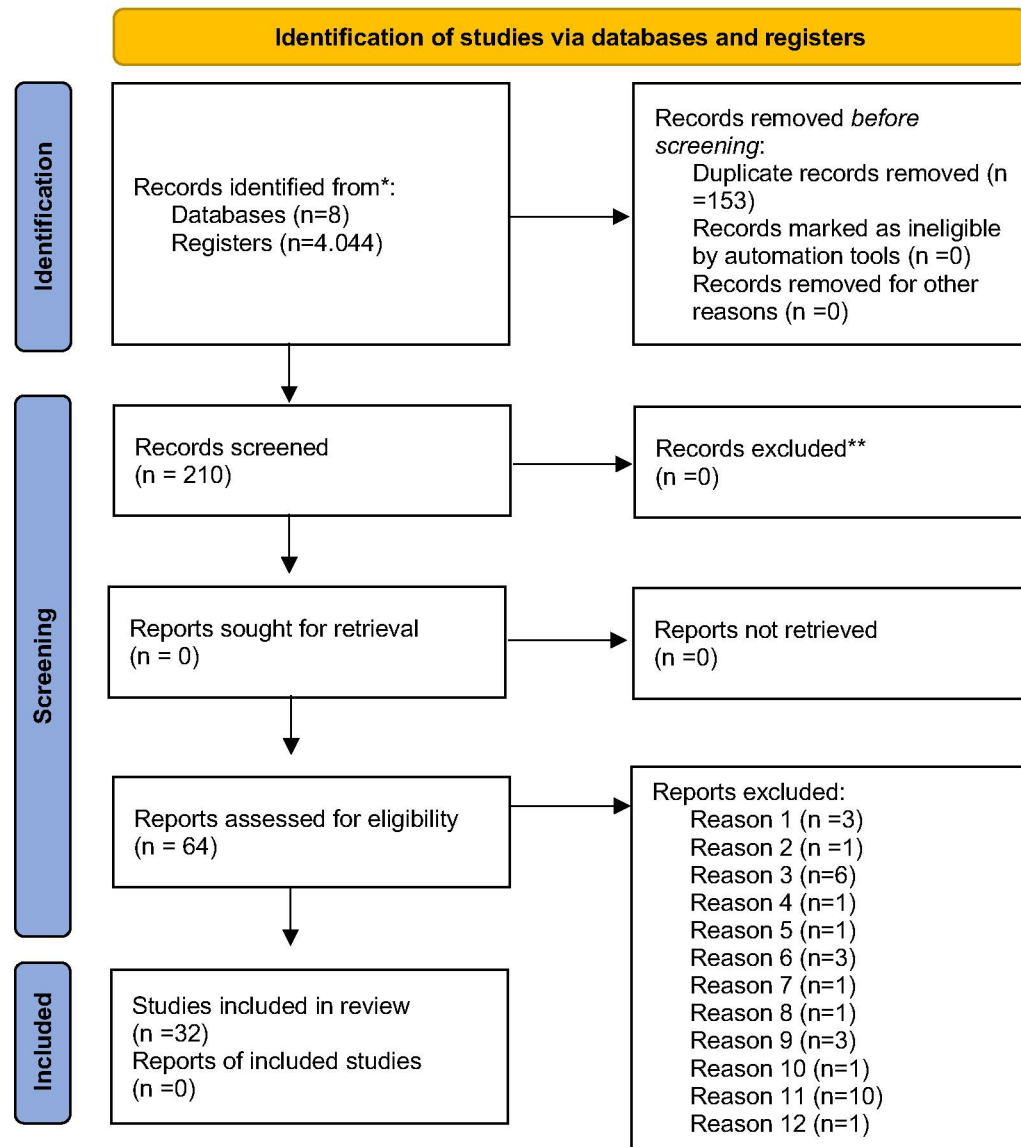 Identification of studies via databases and registers
Identification
Records identified from*:
Databases (n=8)
Registers (n=4.044)
Records removed before
screening:
Duplicate records removed (n
=153)
Records marked as ineligible
by automation tools (n =0)
Records removed for other
reasons (n =0)
Screening
Records screened
(n = 210)
Records excluded**
(n =0)
Reports sought for retrieval
(n = 0)
Reports not retrieved
(n =0)
Reports assessed for eligibility
(n = 64)
Reports excluded:
Reason 1 (n =3)
Reason 2 (n =1)
Reason 3 (n=6)
Reason 4 (n=1)
Reason 5 (n=1)
Reason 6 (n=3)
Reason 7 (n=1)
Reason 8 (n=1)
Reason 9 (n=3)
Reason 10 (n=1)
Reason 11 (n=10)
Reason 12 (n=1)
Included
Studies included in review
(n =32)
Reports of included studies
(n =0)